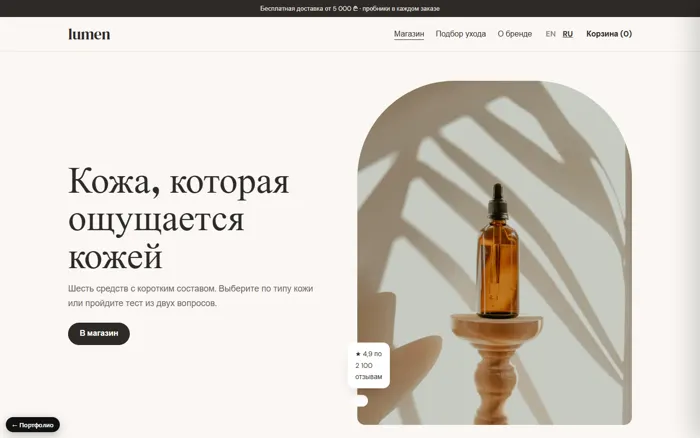 Бесплатная доставка от 5 000 ₽ · пробники в каждом заказе
lumen
Магазин Подбор ухода О бренде EN RU Корзина (0)
Кожа, которая
ощущается
кожей
Шесть средств с коротким составом. Выберите по типу кожи
или пройдите тест из двух вопросов.
В магазин
★ 4,9 по
2 100
отзывам
← Портфолио